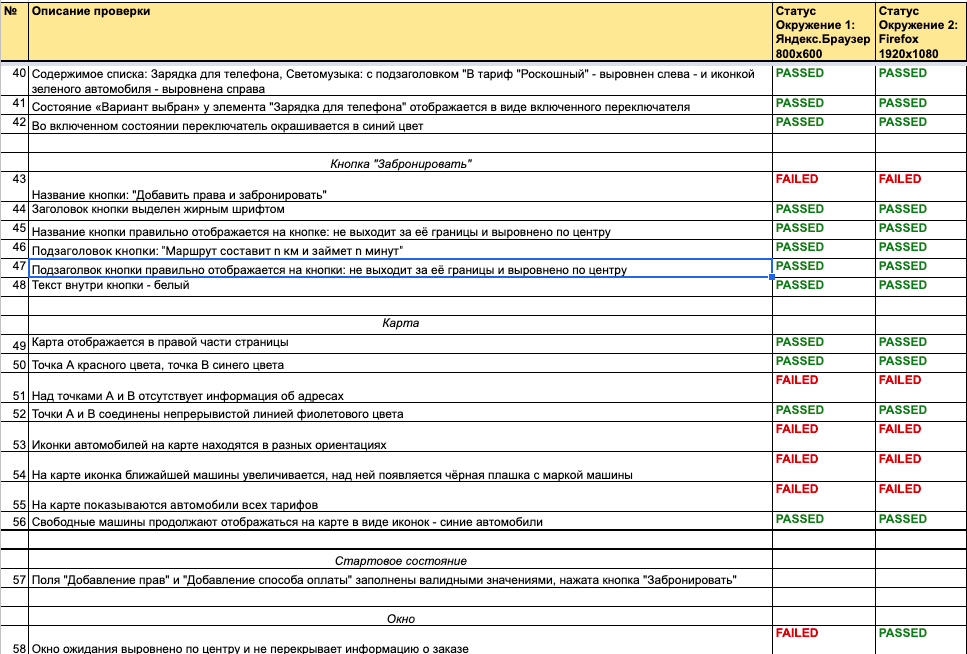 № Описание проверки Статус Окружение 1: Яндекс.Браузер 800x600 Статус Окружение 2: Firefox 1920x1080
40 Содержимое списка: Зарядка для телефона, Светомузыка: с подзаголовком "В тариф "Роскошный" - выровнен слева - и иконкой зеленого автомобиля - выровнена справа PASSED PASSED
41 Состояние «Вариант выбран» у элемента "Зарядка для телефона" отображается в виде включенного переключателя PASSED PASSED
42 Во включенном состоянии переключатель окрашивается в синий цвет PASSED PASSED
Кнопка "Забронировать"
43 Название кнопки: "Добавить права и забронировать" FAILED FAILED
44 Заголовок кнопки выделен жирным шрифтом PASSED PASSED
45 Название кнопки правильно отображается на кнопке: не выходит за её границы и выровнено по центру PASSED PASSED
46 Подзаголовок кнопки: "Маршрут составит n км и займет n минут" PASSED PASSED
47 Подзаголвок кнопки правильно отображается на кнопки: не выходит за её границы и выровнено по центру PASSED PASSED
48 Текст внутри кнопки - белый PASSED PASSED
Карта
49 Карта отображается в правой части страницы PASSED PASSED
50 Точка А красного цвета, точка В синего цвета PASSED PASSED
51 Над точками А и В отсутствует информация об адресах FAILED FAILED
52 Точки А и В соединены непрерывистой линией фиолетового цвета PASSED PASSED
53 Иконки автомобилей на карте находятся в разных ориентациях FAILED FAILED
54 На карте иконка ближайшей машины увеличивается, над ней появляется чёрная плашка с маркой машины FAILED FAILED
55 На карте показываются автомобили всех тарифов FAILED FAILED
56 Свободные машины продолжают отображаться на карте в виде иконок - синие автомобили PASSED PASSED
Стартовое состояние
57 Поля "Добавление прав" и "Добавление способа оплаты" заполнены валидными значениями, нажата кнопка "Забронировать"
Окно
58 Окно ожидания выровнено по центру и не перекрывает информацию о заказе FAILED PASSED